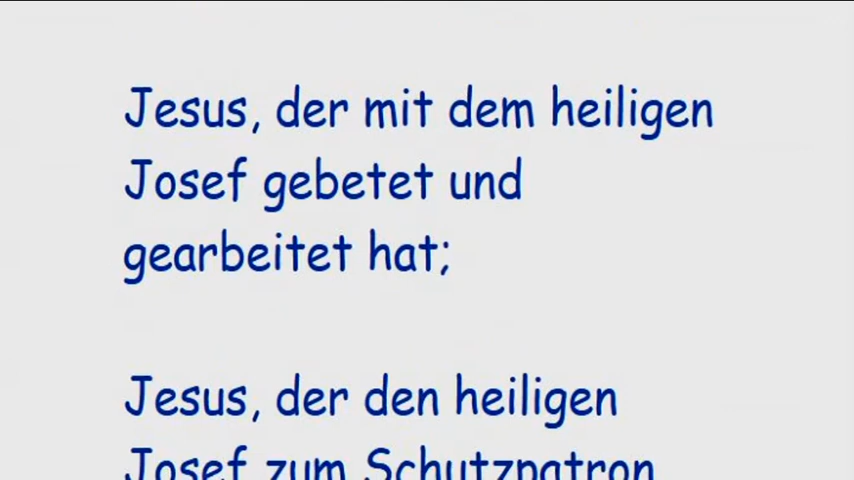 Jesus, der mit dem heiligen
Josef gebetet und
gearbeitet hat;
Jesus, der den heiligen
Josef zum Schutzpatron